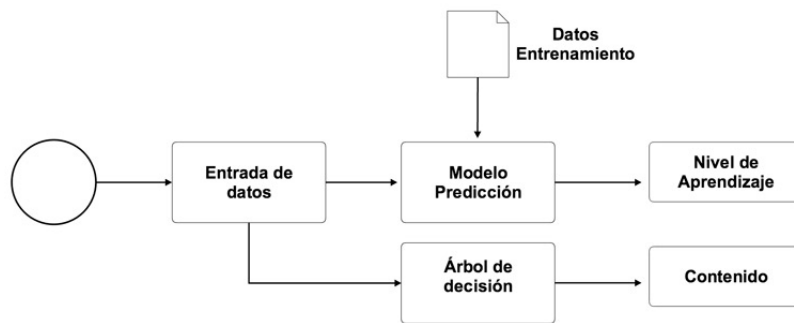 Datos
Entrenamiento
Entrada de
datos
Modelo
Predicción
Nivel de
Aprendizaje
Árbol de
decisión
Contenido